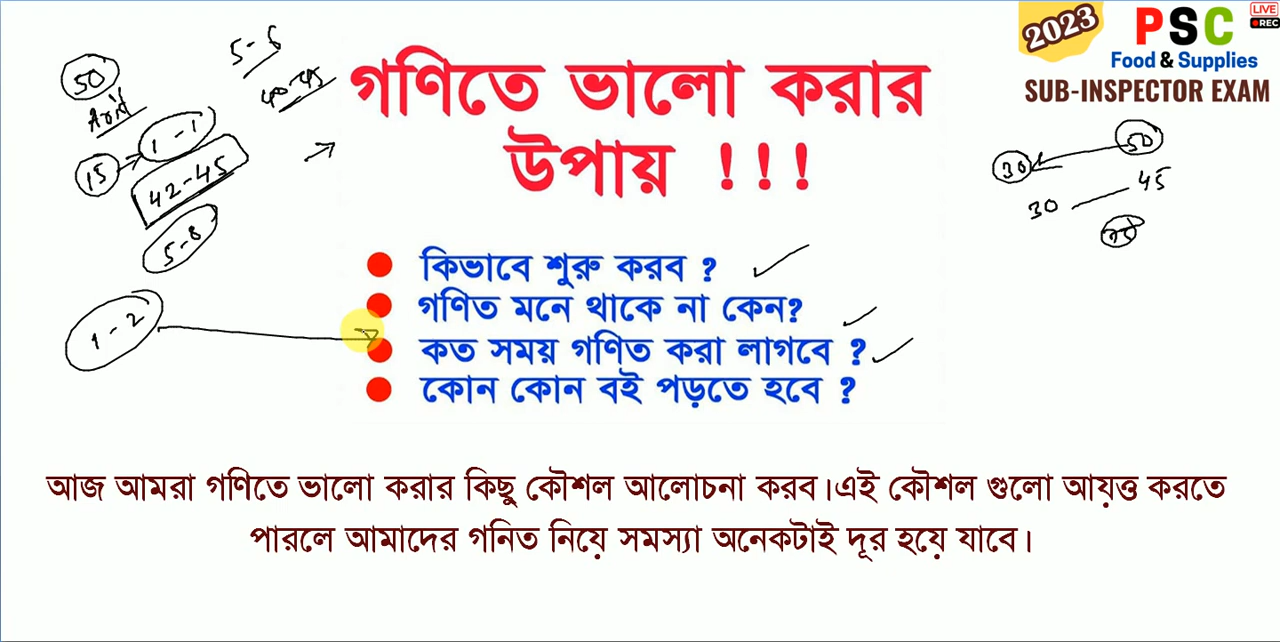 2023
PSC
LIVE
REC
Food & Supplies
SUB-INSPECTOR EXAM
গণিতে ভালো করার
উপায় !!!
50
5-6
40-45
15
1-1
42-45
5-8
1-2
50
30
30 45
কিভাবে শুরু করব ?
গণিত মনে থাকে না কেন?
কত সময় গণিত করা লাগবে ?
কোন কোন বই পড়তে হবে ?
আজ আমরা গণিতে ভালো করার কিছু কৌশল আলোচনা করব।এই কৌশল গুলো আয়ত্ত করতে
পারলে আমাদের গনিত নিয়ে সমস্যা অনেকটাই দূর হয়ে যাবে।